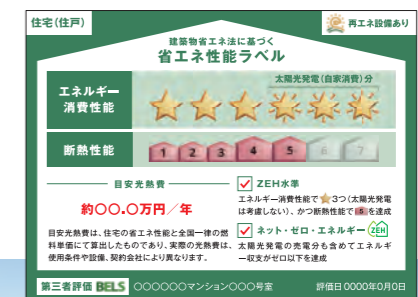 住宅(住戸)
再エネ設備あり
建築物省エネ法に基づく
省エネ性能ラベル
太陽光発電(自家消費)分
エネルギー
消費性能
断熱性能
1 2 3 4 5 6 7
目安光熱費
約〇〇.〇万円／年
目安光熱費は、住宅の省エネ性能と全国一律の燃
料単価にて算出したものであり、実際の光熱費は、
使用条件や設備、契約会社により異なります。
ZEH水準
エネルギー消費性能で★3つ(太陽光発電
は考慮しない)、かつ断熱性能で5を達成
ネット・ゼロ・エネルギー ZEH
太陽光発電の売電分も含めてエネルギ
ー収支がゼロ以下を達成
第三者評価 BELS 〇〇〇〇〇〇マンション〇〇〇号室 評価日 0000年0月0日